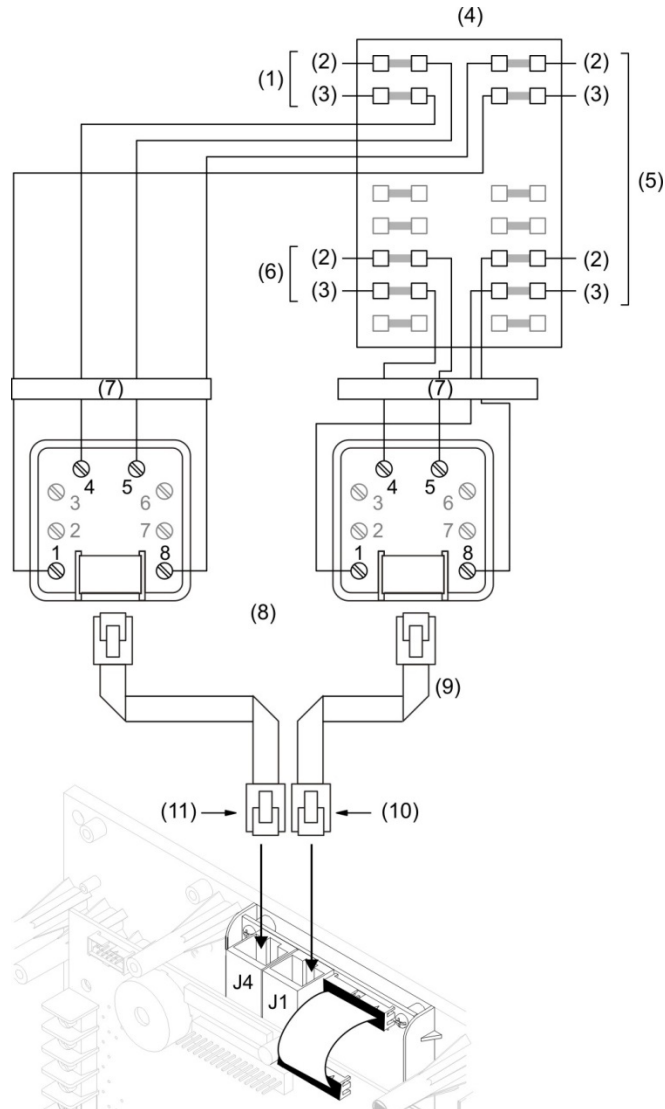 (4)
(1) (2) (2)
(3) (3)
(5)
(6) (2) (2)
(3) (3)
(7) (7)
4 5 4 5
3 6 3 6
2 7 2 7
1 8 1 8
(8)
(9)
(11) (10)
J4
J1